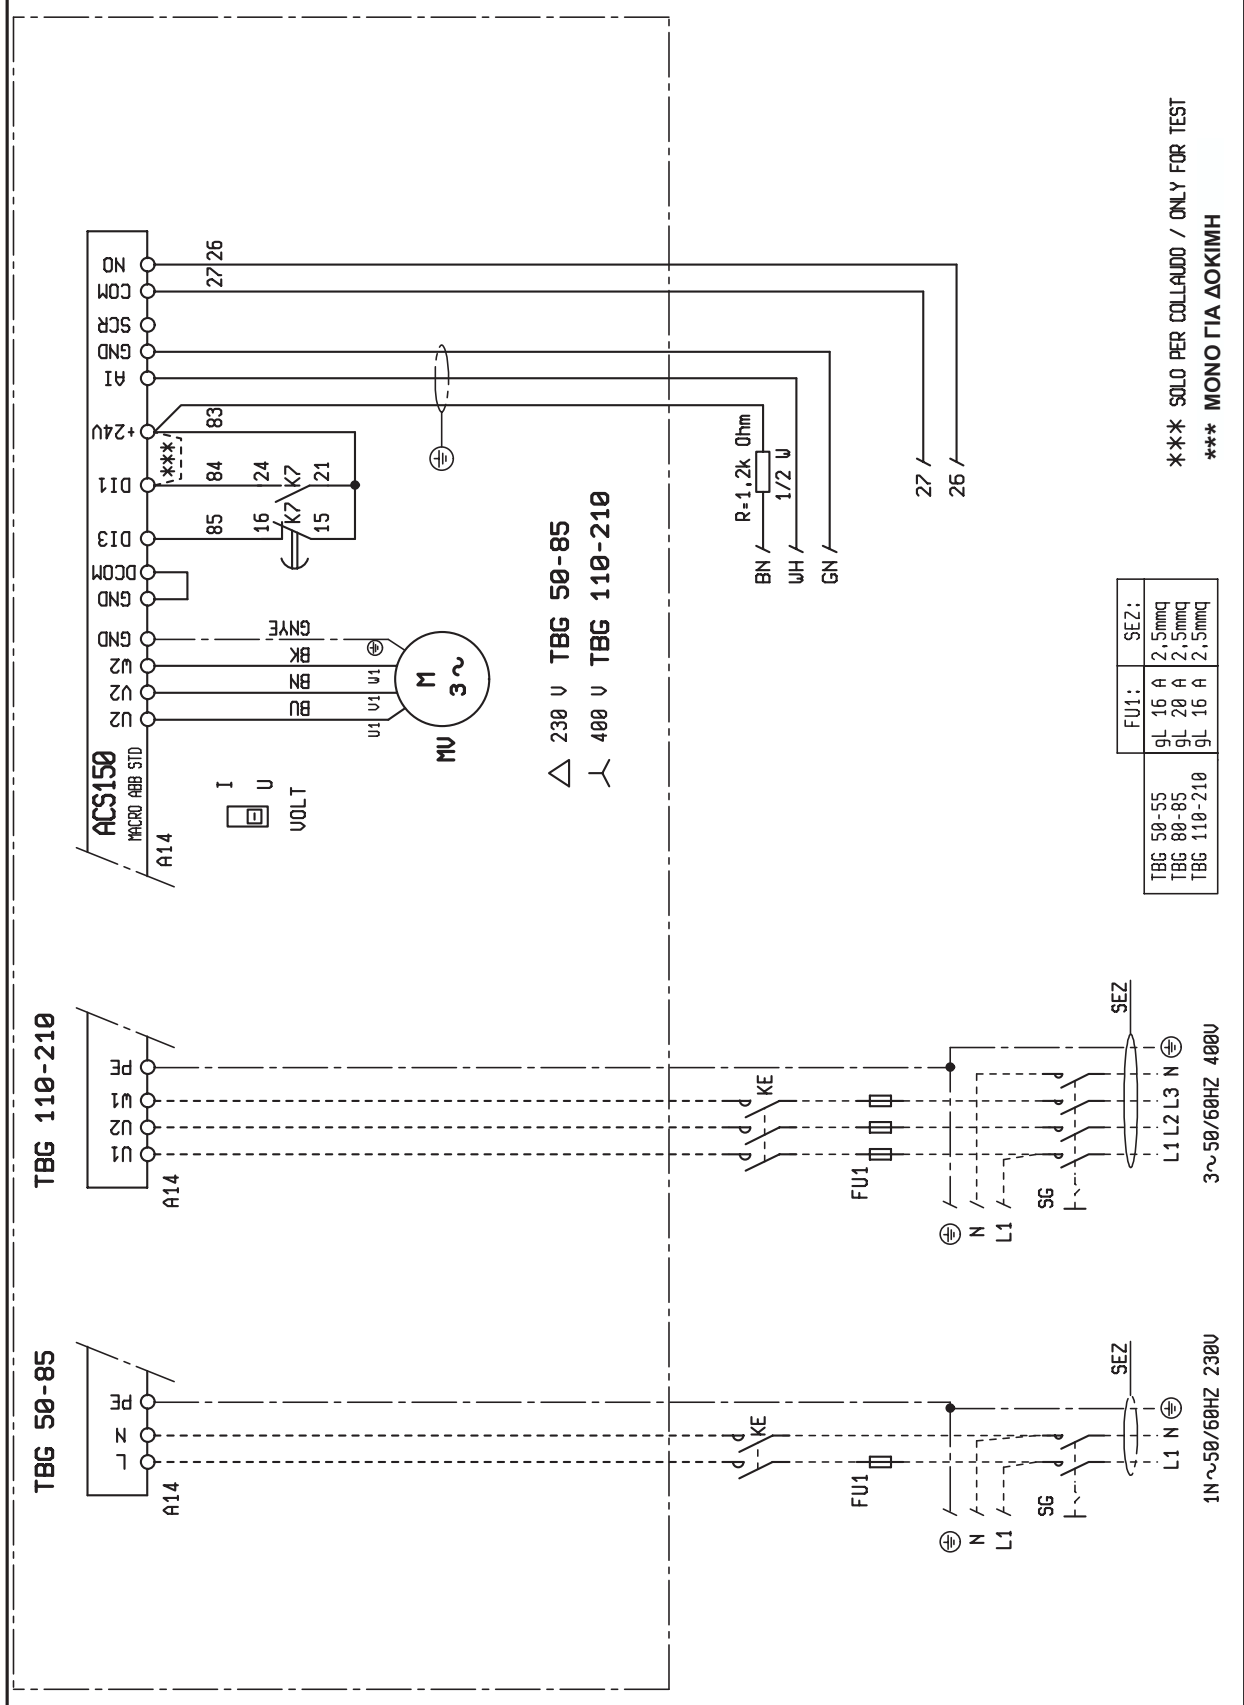 TBG 50-85
A14
L
N
PE
KE
FU1
N
L1
SG
SEZ
L1 N
1N~50/60HZ 230V
TBG 110-210
A14
U1
U2
W1
PE
KE
FU1
N
L1
SG
SEZ
L1 L2 L3 N
3~50/60HZ 400V
ACS150
MACRO ABB STD
A14
U2
V2
W2
GND
GND
DCOM
DI3
DI1
+24V
AI
GND
SCR
COM
NO
I
U
VOLT
BU
BN
BK
GNYE
U1
V1
W1
M
3~
MV
85
84
83
27 26
***
16
K7
15
24
K7
21
230 V TBG 50-85
400 V TBG 110-210
R=1,2k Ohm
1/2 W
BN
WH
GN
27
26
FU1: SEZ:
TBG 50-55 gL 16 A 2,5mmq
TBG 80-85 gL 20 A 2,5mmq
TBG 110-210 gL 16 A 2,5mmq
*** SOLO PER COLLAUDO / ONLY FOR TEST
*** ΜΟΝΟ ΓΙΑ ΔΟΚΙΜΗ